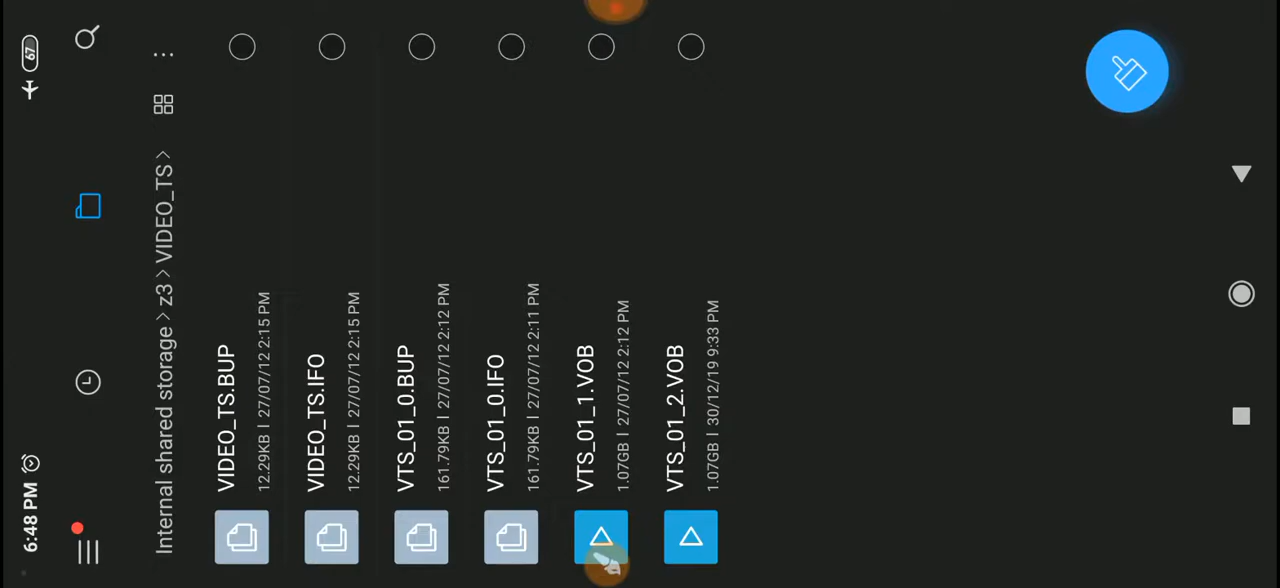 6:48 PM
67
Internal shared storage > z3 > VIDEO_TS >
VIDEO_TS.BUP
12.29KB | 27/07/12 2:15 PM
VIDEO_TS.IFO
12.29KB | 27/07/12 2:15 PM
VTS_01_0.BUP
161.79KB | 27/07/12 2:12 PM
VTS_01_0.IFO
161.79KB | 27/07/12 2:11 PM
VTS_01_1.VOB
1.07GB | 27/07/12 2:12 PM
VTS_01_2.VOB
1.07GB | 30/12/19 9:33 PM